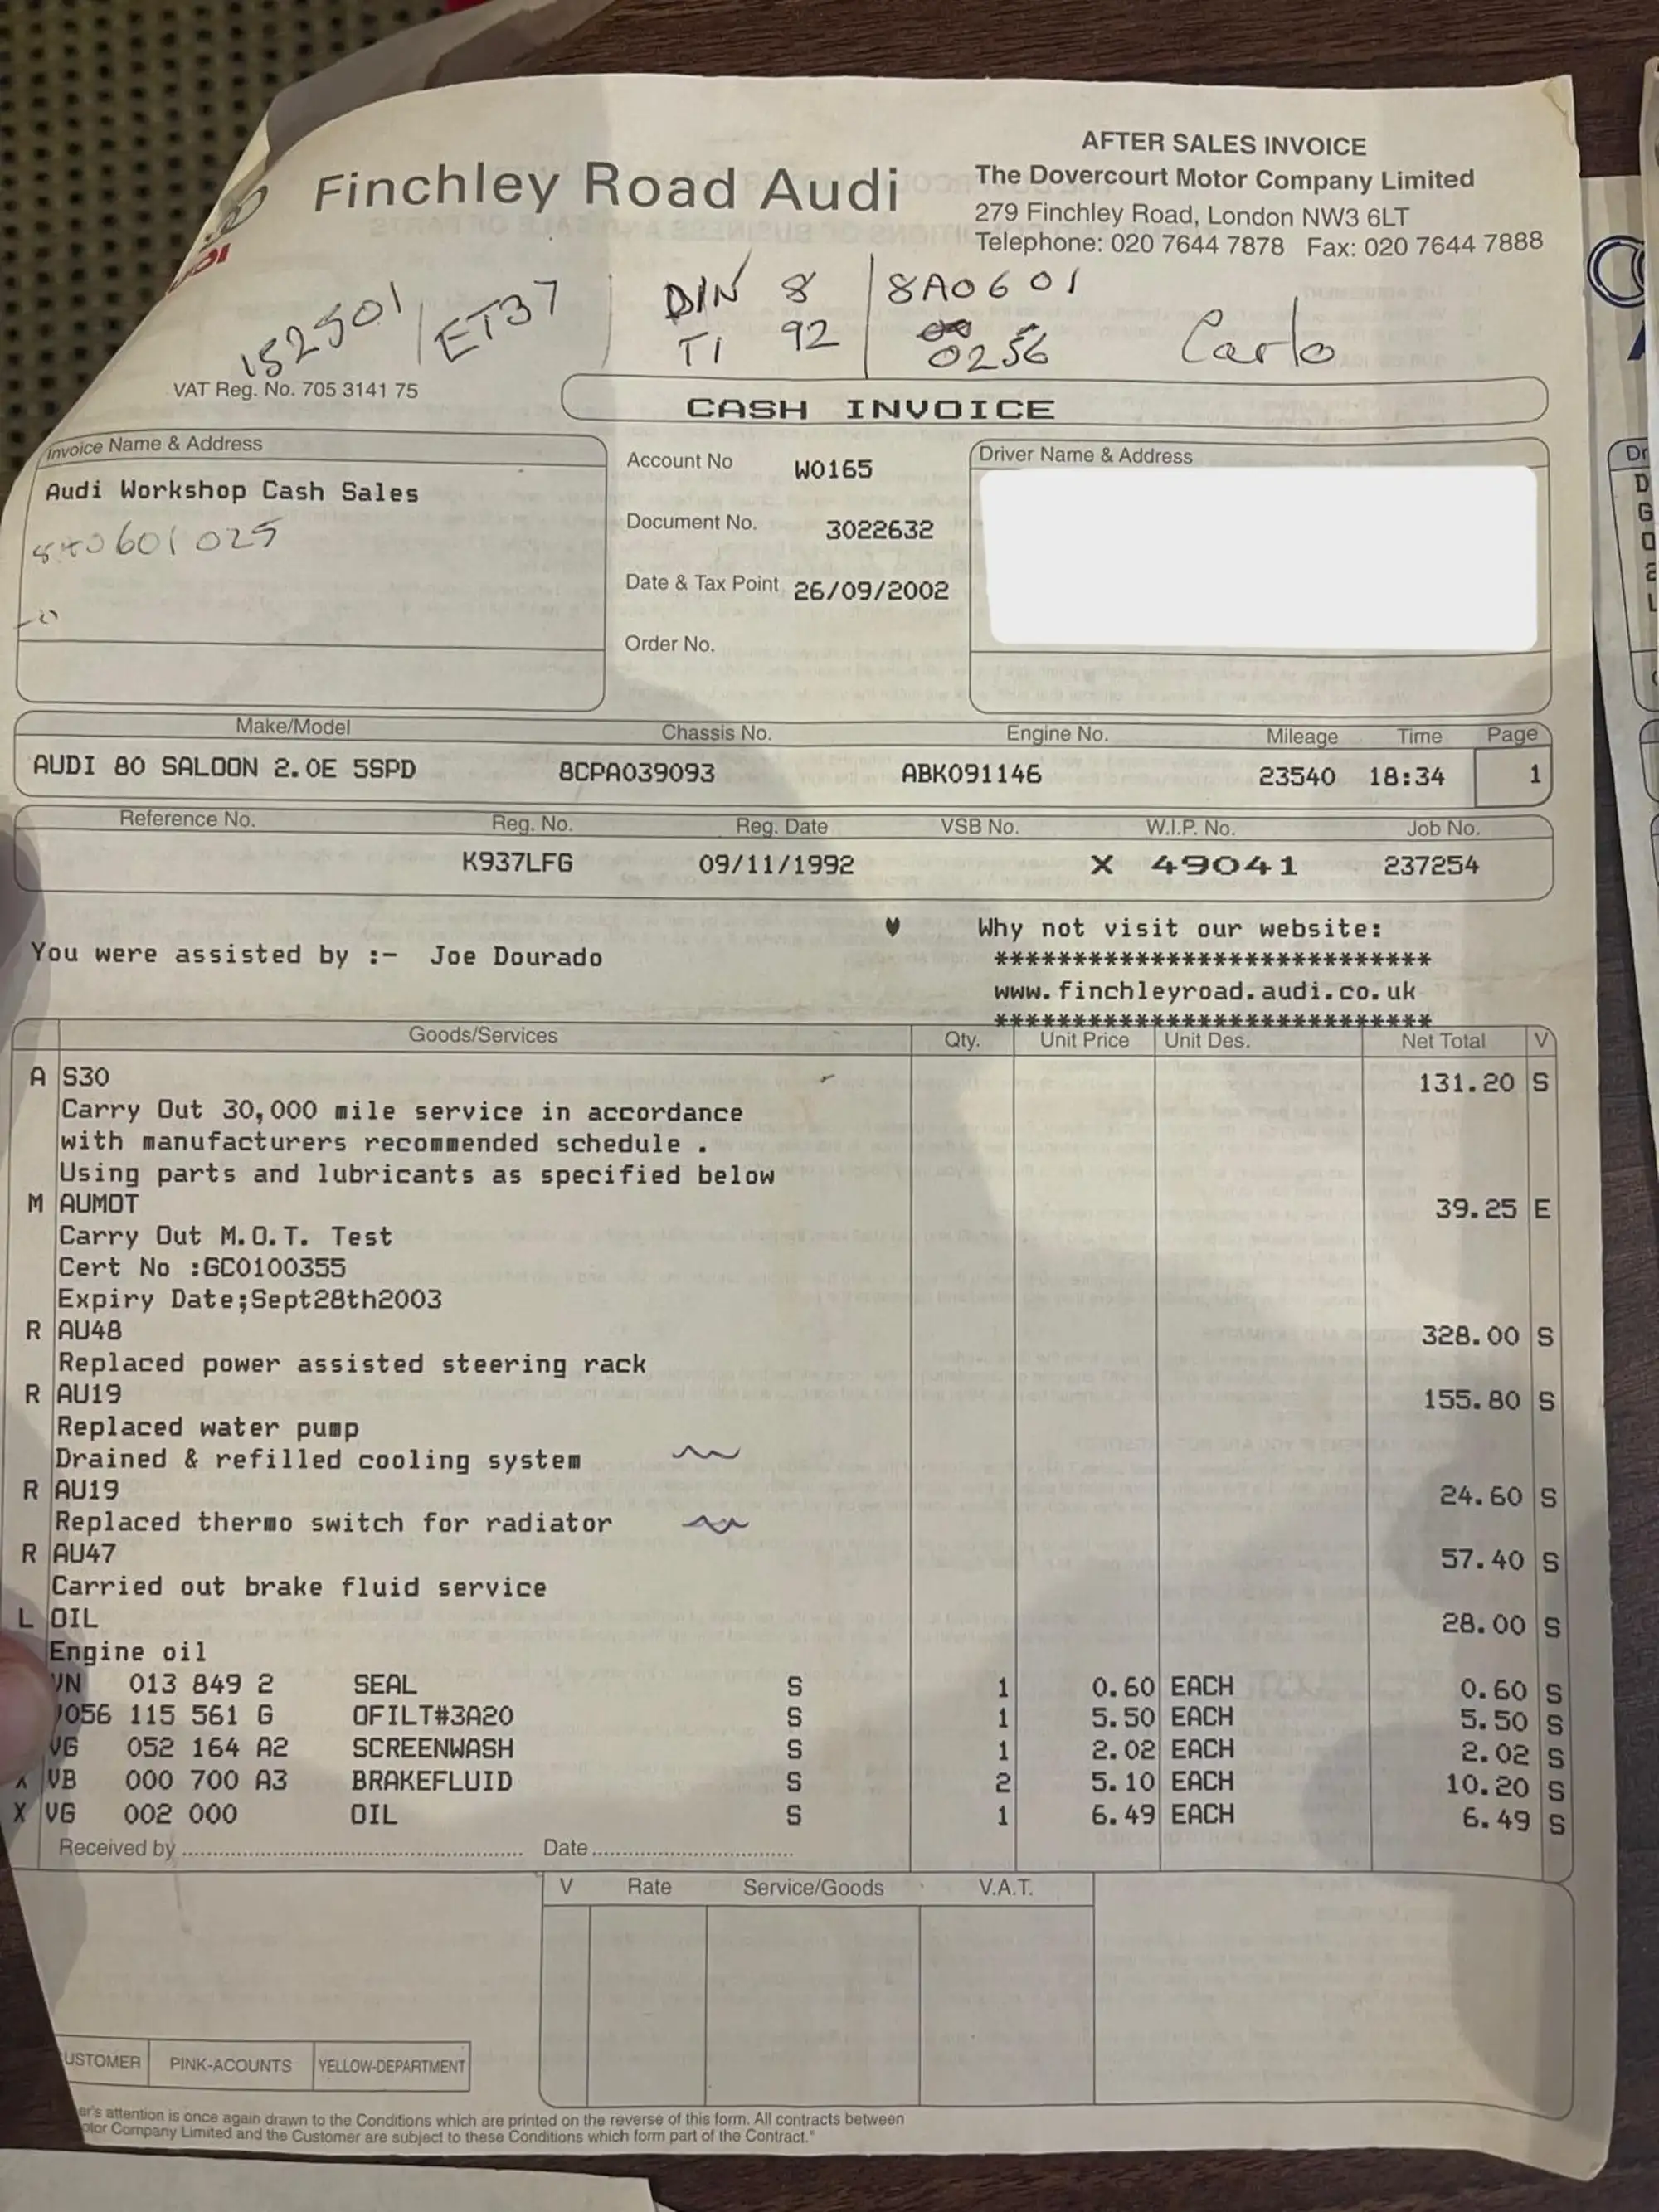 AFTER SALES INVOICE
Finchley Road Audi
The Dovercourt Motor Company Limited
279 Finchley Road, London NW3 6LT
Telephone: 020 7644 7878 Fax: 020 7644 7888
152501 / ET37
DIN 8 8A0601
T1 92 0256
Carlo
VAT Reg. No. 705 3141 75
CASH INVOICE
Invoice Name & Address
Audi Workshop Cash Sales
8A0601025
Account No W0165
Document No. 3022632
Date & Tax Point 26/09/2002
Order No.
Driver Name & Address
Make/Model Chassis No. Engine No. Mileage Time Page
AUDI 80 SALOON 2.0E 5SPD 8CPA039093 ABK091146 23540 18:34 1
Reference No. Reg. No. Reg. Date VSB No. W.I.P. No. Job No.
K937LFG 09/11/1992 X 49041 237254
♥ Why not visit our website:
You were assisted by :- Joe Dourado
***************************
www.finchleyroad.audi.co.uk
***************************
Goods/Services Qty. Unit Price Unit Des. Net Total V
A S30 131.20 S
Carry Out 30,000 mile service in accordance
with manufacturers recommended schedule .
Using parts and lubricants as specified below
M AUMOT 39.25 E
Carry Out M.O.T. Test
Cert No :GC0100355
Expiry Date;Sept28th2003
R AU48 328.00 S
Replaced power assisted steering rack
R AU19 155.80 S
Replaced water pump
Drained & refilled cooling system
R AU19 24.60 S
Replaced thermo switch for radiator
R AU47 57.40 S
Carried out brake fluid service
L OIL 28.00 S
Engine oil
N 013 849 2 SEAL S 1 0.60 EACH 0.60 S
056 115 561 G OFILT#3A20 S 1 5.50 EACH 5.50 S
VG 052 164 A2 SCREENWASH S 1 2.02 EACH 2.02 S
X VB 000 700 A3 BRAKEFLUID S 2 5.10 EACH 10.20 S
X VG 002 000 OIL S 1 6.49 EACH 6.49 S
Received by Date
V Rate Service/Goods V.A.T.
USTOMER PINK-ACOUNTS YELLOW-DEPARTMENT
er's attention is once again drawn to the Conditions which are printed on the reverse of this form. All contracts between
otor Company Limited and the Customer are subject to these Conditions which form part of the Contract."